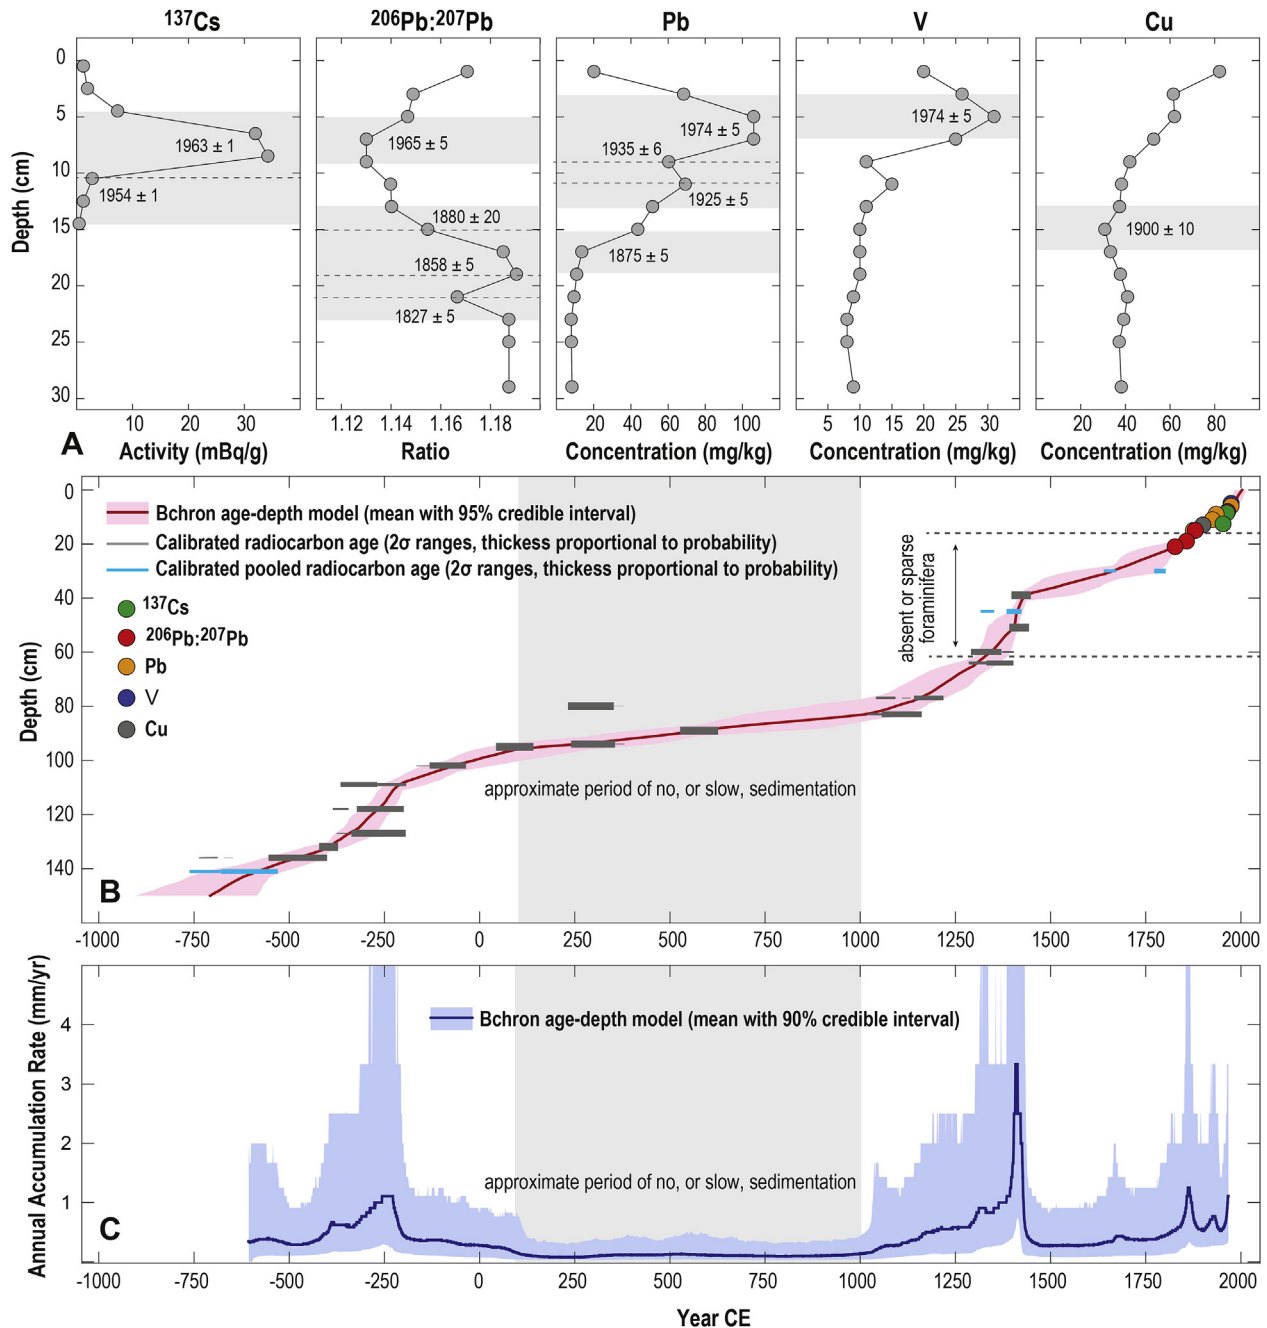 137Cs 206Pb:207Pb Pb V Cu
0
5
10
15
20
25
30
Depth (cm)
1963 ± 1
1954 ± 1
1965 ± 5
1880 ± 20
1858 ± 5
1827 ± 5
1974 ± 5
1935 ± 6
1925 ± 5
1875 ± 5
1974 ± 5
1900 ± 10
10 20 30
1.12 1.14 1.16 1.18
20 40 60 80 100
5 10 15 20 25 30
20 40 60 80
A
Activity (mBq/g) Ratio Concentration (mg/kg) Concentration (mg/kg) Concentration (mg/kg)
0
20
40
60
80
100
120
140
Depth (cm)
Bchron age-depth model (mean with 95% credible interval)
Calibrated radiocarbon age (2σ ranges, thickess proportional to probability)
Calibrated pooled radiocarbon age (2σ ranges, thickess proportional to probability)
137Cs
206Pb:207Pb
Pb
V
Cu
absent or sparse
foraminifera
approximate period of no, or slow, sedimentation
B
-1000 -750 -500 -250 0 250 500 750 1000 1250 1500 1750 2000
Annual Accumulation Rate (mm/yr)
4
3
2
1
Bchron age-depth model (mean with 90% credible interval)
approximate period of no, or slow, sedimentation
C
-1000 -750 -500 -250 0 250 500 750 1000 1250 1500 1750 2000
Year CE